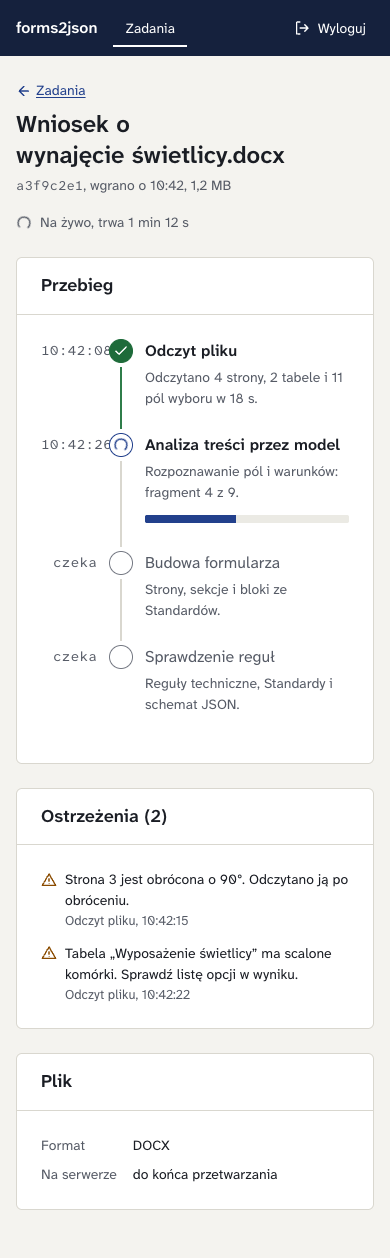 forms2json Zadania Wyloguj
← Zadania
Wniosek o
wynajęcie świetlicy.docx
a3f9c2e1, wgrano o 10:42, 1,2 MB
Na żywo, trwa 1 min 12 s
Przebieg
10:42:08 Odczyt pliku
Odczytano 4 strony, 2 tabele i 11
pól wyboru w 18 s.
10:42:26 Analiza treści przez model
Rozpoznawanie pól i warunków:
fragment 4 z 9.
czeka Budowa formularza
Strony, sekcje i bloki ze
Standardów.
czeka Sprawdzenie reguł
Reguły techniczne, Standardy i
schemat JSON.
Ostrzeżenia (2)
Strona 3 jest obrócona o 90°. Odczytano ją po
obróceniu.
Odczyt pliku, 10:42:15
Tabela „Wyposażenie świetlicy” ma scalone
komórki. Sprawdź listę opcji w wyniku.
Odczyt pliku, 10:42:22
Plik
Format DOCX
Na serwerze do końca przetwarzania